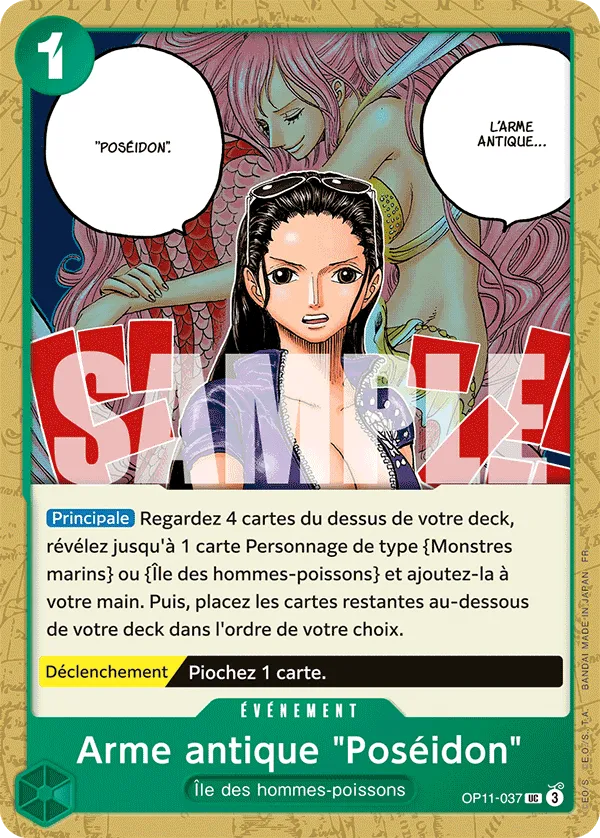 1
"POSÉIDON".
L'ARME
ANTIQUE...
SAMPLE
Principale Regardez 4 cartes du dessus de votre deck,
révélez jusqu'à 1 carte Personnage de type {Monstres
marins} ou {Île des hommes-poissons} et ajoutez-la à
votre main. Puis, placez les cartes restantes au-dessous
de votre deck dans l'ordre de votre choix.
Déclenchement Piochez 1 carte.
ÉVÉNEMENT
Arme antique "Poséidon"
Île des hommes-poissons
OP11-037 UC 3
BANDAI MADE IN JAPAN FR